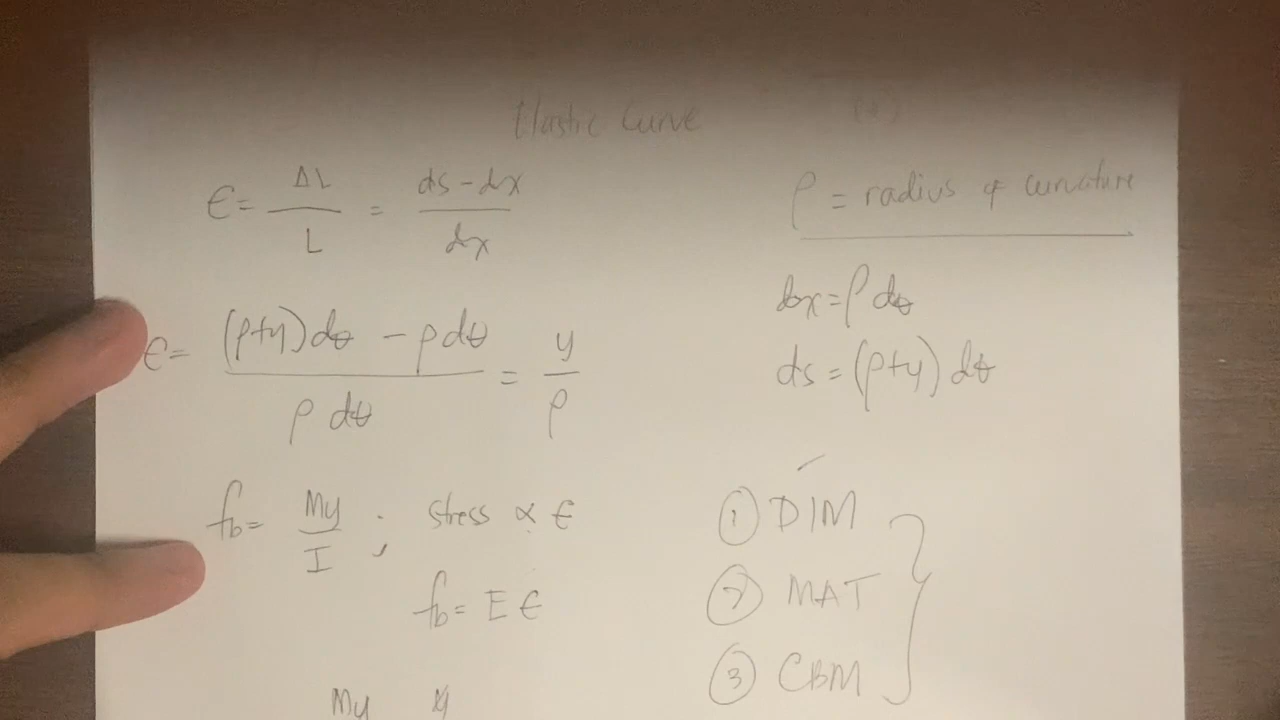 Elastic Curve
ϵ = ΔL / L = ds - dx / dx
ρ = radius of curvature
dx = ρ dθ
ds = (ρ+y) dθ
ϵ = (ρ+y) dθ - ρ dθ / ρ dθ = y / ρ
fb = My / I ; stress ∝ ϵ
fb = E ϵ
① DIM
② MAT
③ CBM
My y